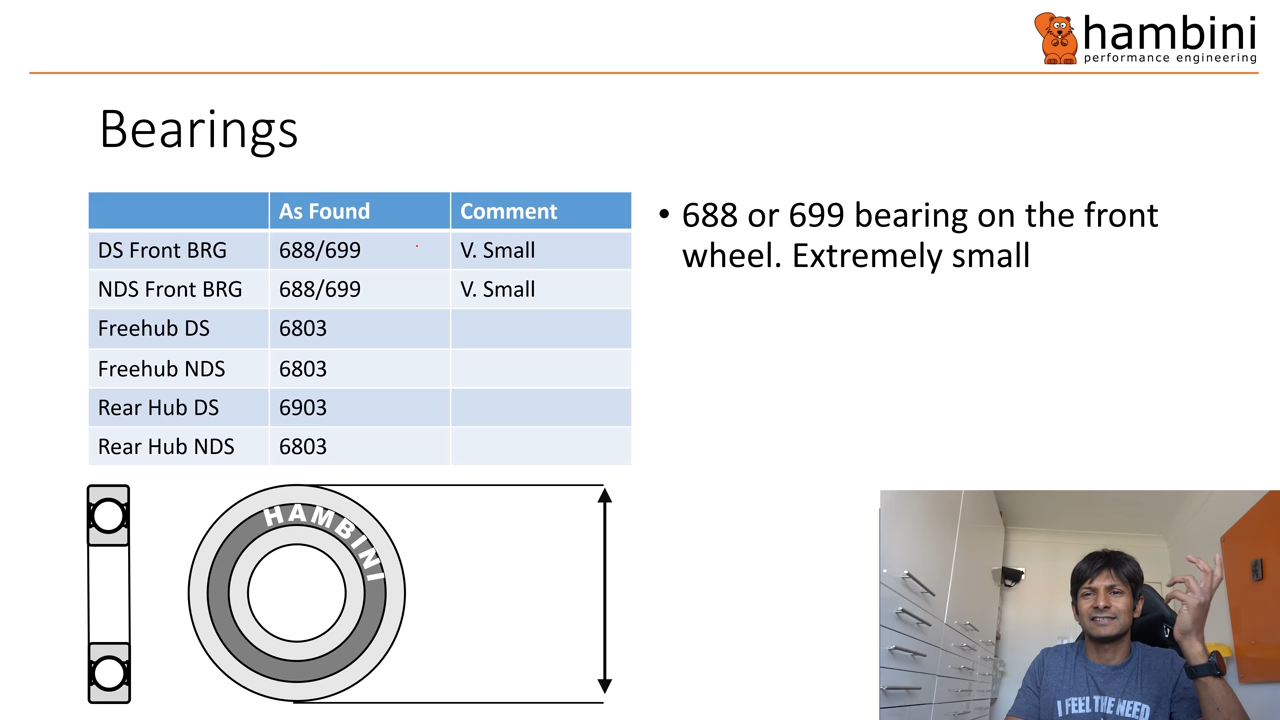 hambini
performance engineering
Bearings
As Found Comment
DS Front BRG 688/699 V. Small
NDS Front BRG 688/699 V. Small
Freehub DS 6803
Freehub NDS 6803
Rear Hub DS 6903
Rear Hub NDS 6803
• 688 or 699 bearing on the front
wheel. Extremely small
HAMBINI
I FEEL THE NEED